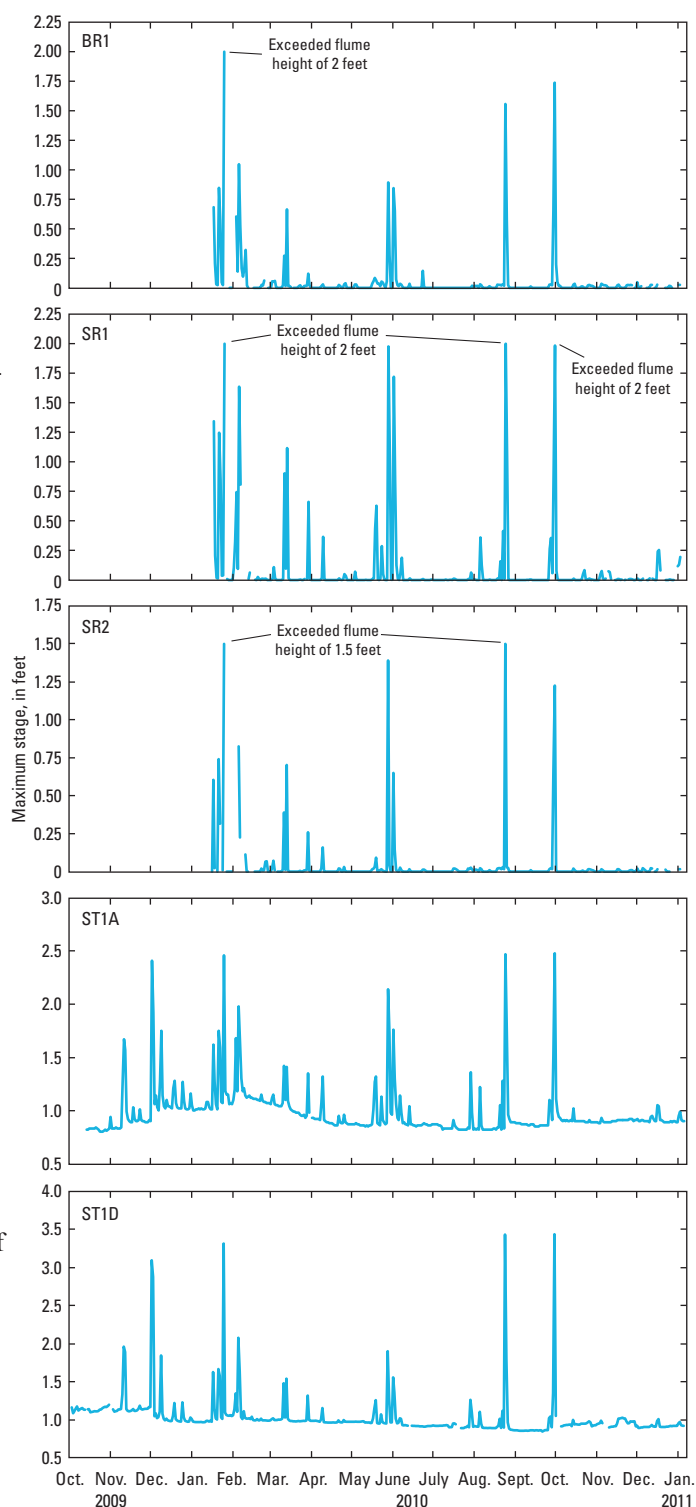 BR1
Exceeded flume
height of 2 feet
2.25
2.00
1.75
1.50
1.25
1.00
0.75
0.50
0.25
0
SR1
Exceeded flume
height of 2 feet
Exceeded flume
height of 2 feet
2.25
2.00
1.75
1.50
1.25
1.00
0.75
0.50
0.25
0
SR2
Exceeded flume
height of 1.5 feet
1.75
1.50
1.25
1.00
0.75
0.50
0.25
0
Maximum stage, in feet
ST1A
3.0
2.5
2.0
1.5
1.0
0.5
ST1D
4.0
3.5
3.0
2.5
2.0
1.5
1.0
0.5
f
Oct. Nov. Dec. Jan. Feb. Mar. Apr. May June July Aug. Sept. Oct. Nov. Dec. Jan.
2009 2010 2011